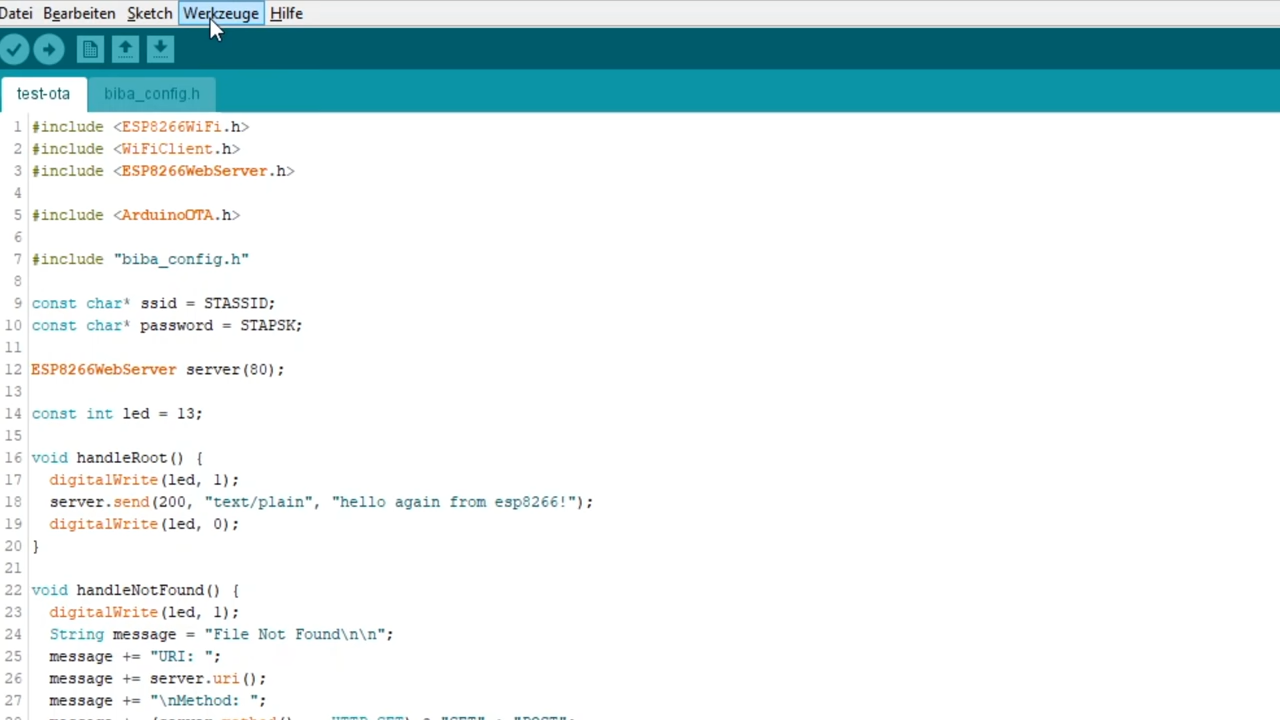 Datei Bearbeiten Sketch Werkzeuge Hilfe
test-ota biba_config.h
1 #include <ESP8266WiFi.h>
2 #include <WiFiClient.h>
3 #include <ESP8266WebServer.h>
4
5 #include <ArduinoOTA.h>
6
7 #include "biba_config.h"
8
9 const char* ssid = STASSID;
10 const char* password = STAPSK;
11
12 ESP8266WebServer server(80);
13
14 const int led = 13;
15
16 void handleRoot() {
17   digitalWrite(led, 1);
18   server.send(200, "text/plain", "hello again from esp8266!");
19   digitalWrite(led, 0);
20 }
21
22 void handleNotFound() {
23   digitalWrite(led, 1);
24   String message = "File Not Found\n\n";
25   message += "URI: ";
26   message += server.uri();
27   message += "\nMethod: ";